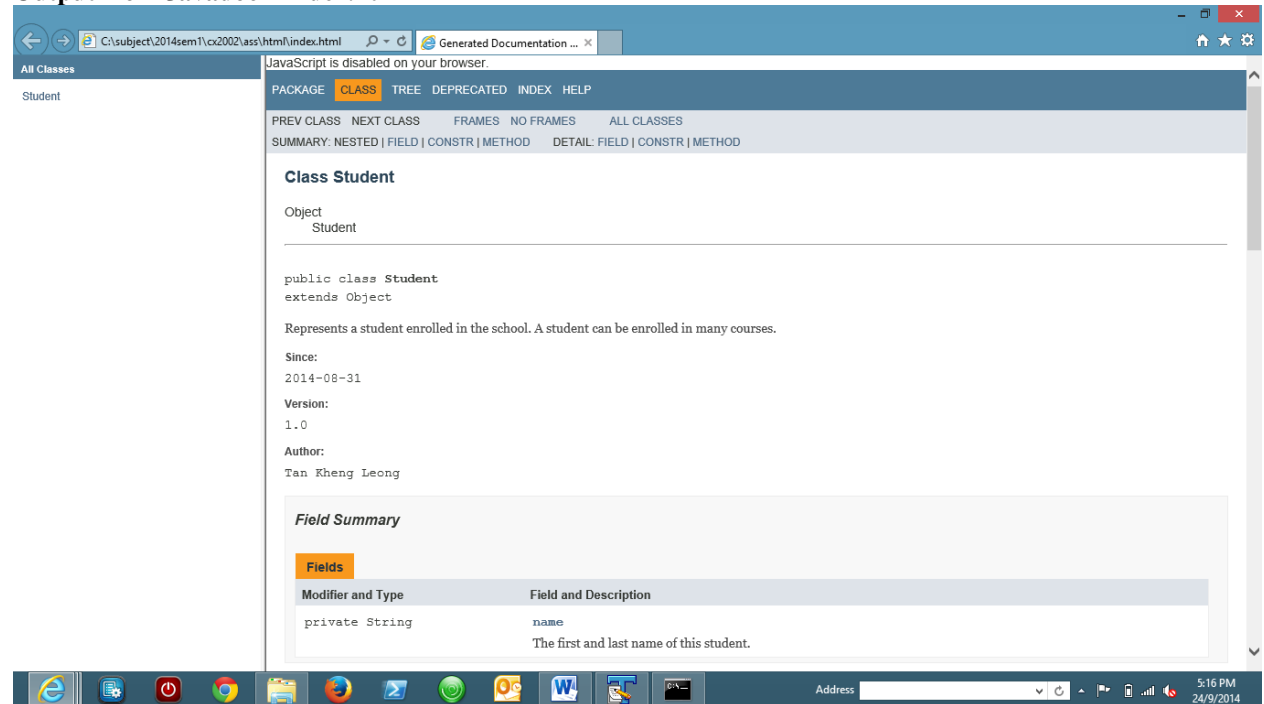 C:\subject\2014sem1\cx2002\ass\html\index.html
Generated Documentation ...
All Classes
Student
JavaScript is disabled on your browser.
PACKAGE CLASS TREE DEPRECATED INDEX HELP
PREV CLASS NEXT CLASS FRAMES NO FRAMES ALL CLASSES
SUMMARY: NESTED | FIELD | CONSTR | METHOD DETAIL: FIELD | CONSTR | METHOD
Class Student
Object
Student
public class Student
extends Object
Represents a student enrolled in the school. A student can be enrolled in many courses.
Since:
2014-08-31
Version:
1.0
Author:
Tan Kheng Leong
Field Summary
Fields
Modifier and Type Field and Description
private String name
The first and last name of this student.
Address
5:16 PM
24/9/2014